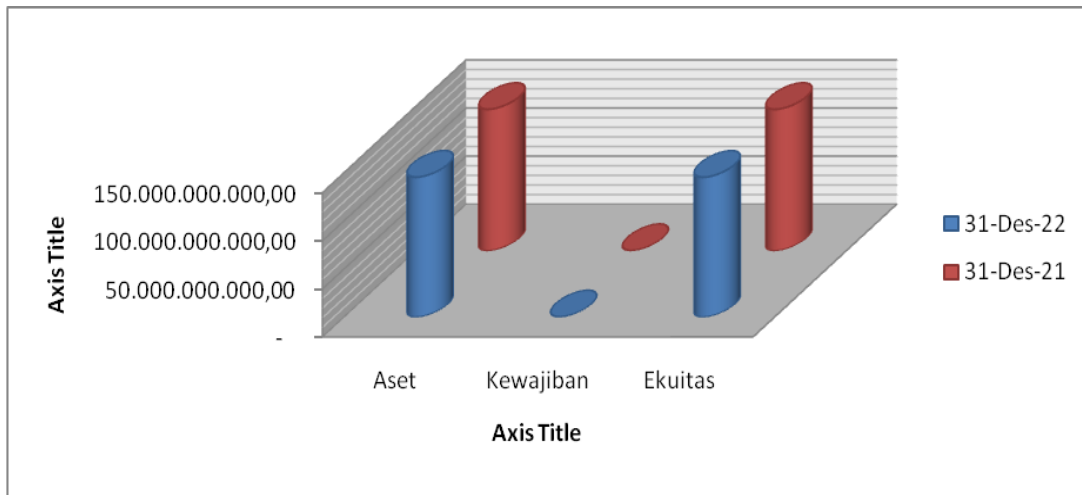 150.000.000.000,00
100.000.000.000,00
50.000.000.000,00
-
Axis Title
Aset Kewajiban Ekuitas
Axis Title
31-Des-22
31-Des-21